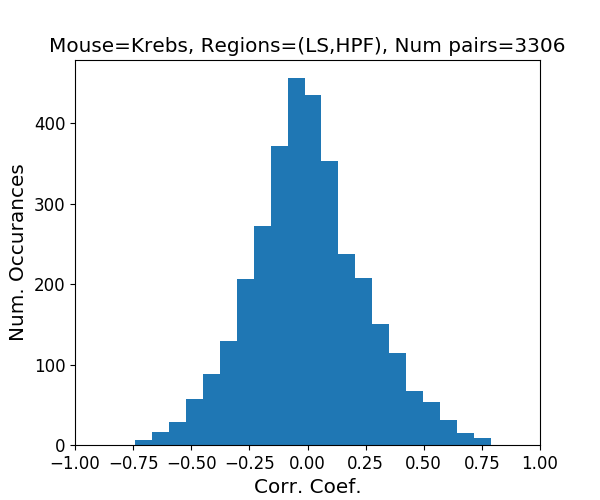 Mouse=Krebs, Regions=(LS,HPF), Num pairs=3306
Num. Occurances
400
300
200
100
0
−1.00 −0.75 −0.50 −0.25 0.00 0.25 0.50 0.75 1.00
Corr. Coef.